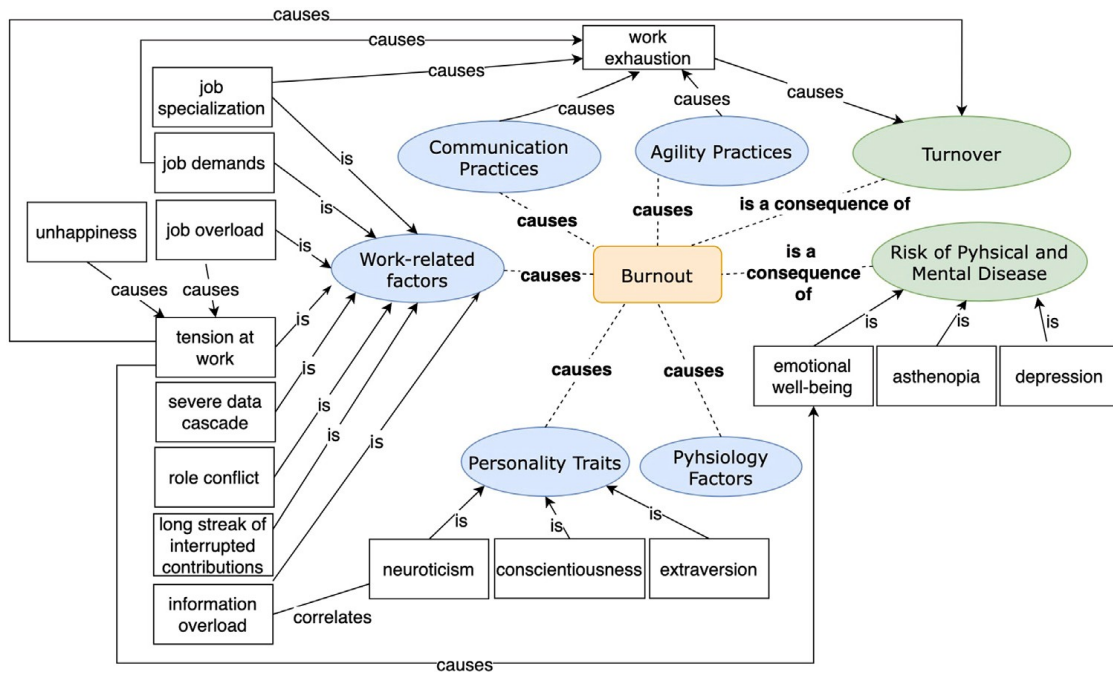 causes
causes
work
exhaustion
causes
job
specialization
causes
causes
causes
Communication
Practices
Agility Practices
Turnover
job demands
is
is
is a consequence of
causes
causes
unhappiness
job overload
is
Work-related
factors
causes
Burnout
is a
consequence
of
Risk of Pyhsical and
Mental Disease
causes
causes
is
is
is
is
tension at
work
emotional
well-being
asthenopia
depression
is
causes
causes
severe data
cascade
is
is
is
role conflict
Personality Traits
Pyhsiology
Factors
long streak of
interrupted
contributions
is
is
is
neuroticism
conscientiousness
extraversion
information
overload
correlates
causes